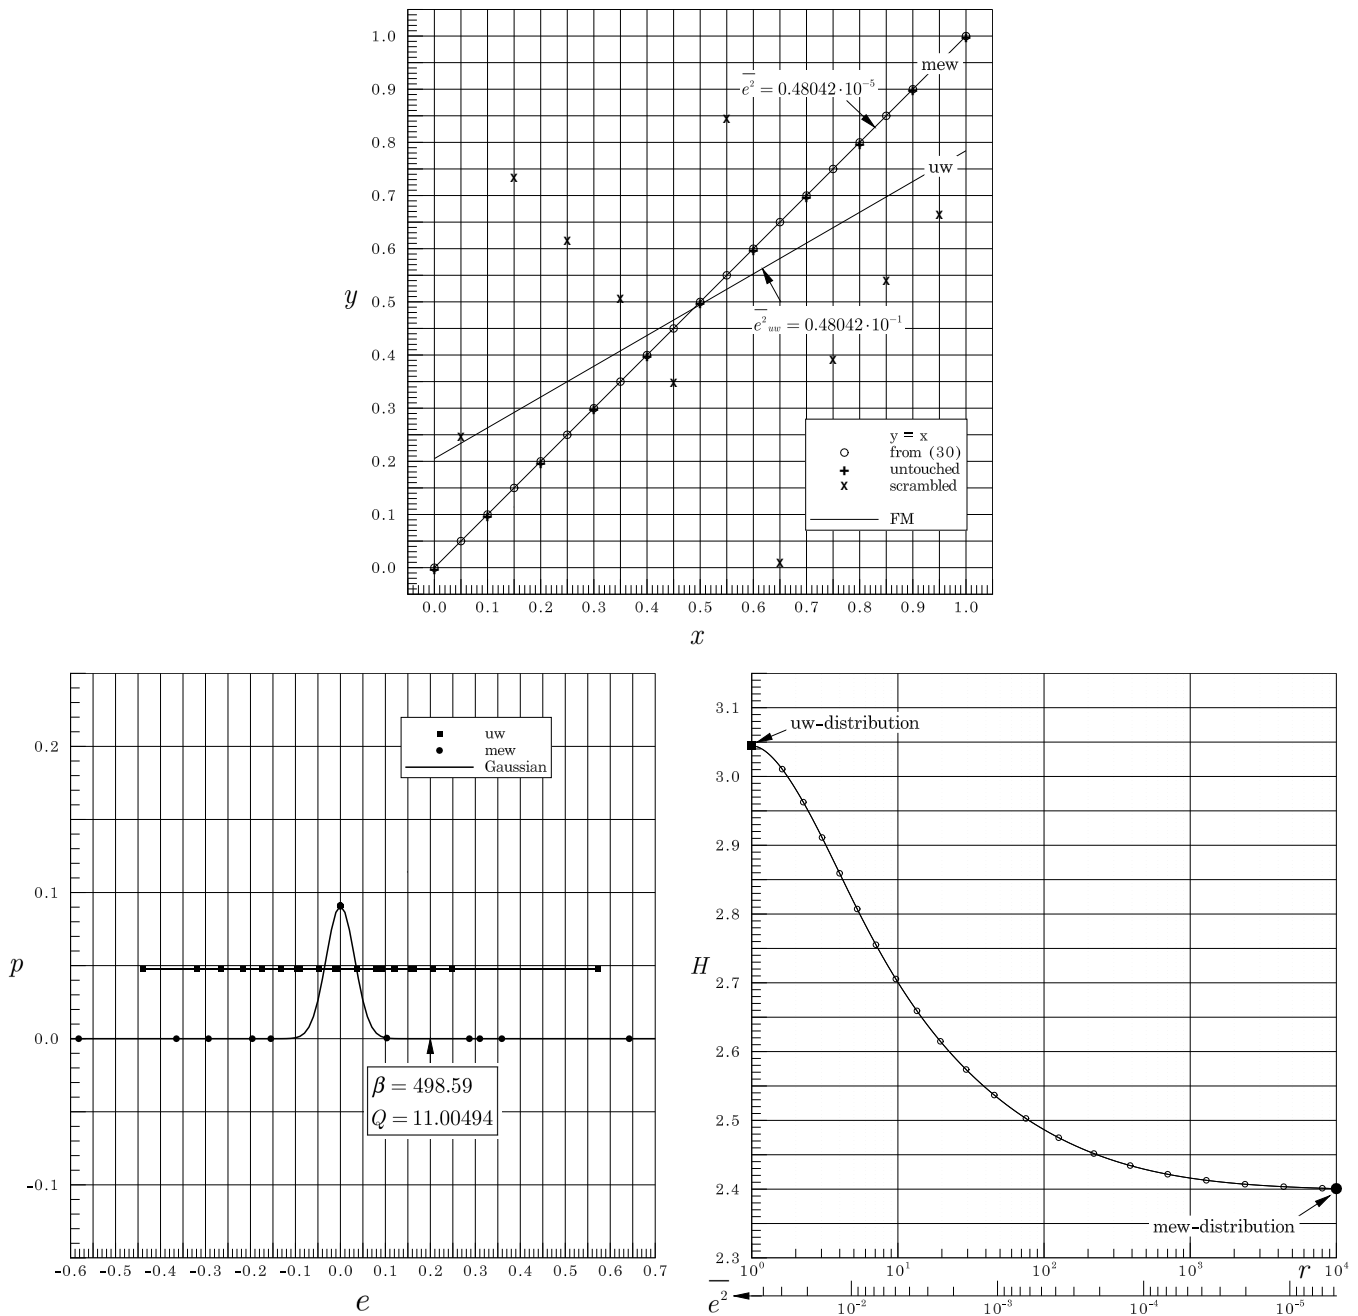 1.0
0.9
0.8
0.7
0.6
0.5
0.4
0.3
0.2
0.1
0.0
y
mew
e² = 0.48042·10⁻⁵
uw
e²uw = 0.48042·10⁻¹
y = x
from (30)
untouched
scrambled
FM
0.0 0.1 0.2 0.3 0.4 0.5 0.6 0.7 0.8 0.9 1.0
x
0.2
0.1
0.0
-0.1
p
uw
mew
Gaussian
β = 498.59
Q = 11.00494
-0.6 -0.5 -0.4 -0.3 -0.2 -0.1 0.0 0.1 0.2 0.3 0.4 0.5 0.6 0.7
e
3.1
3.0
2.9
2.8
2.7
2.6
2.5
2.4
2.3
H
uw-distribution
mew-distribution
10⁰ 10¹ 10² 10³ r 10⁴
e² 10⁻² 10⁻³ 10⁻⁴ 10⁻⁵